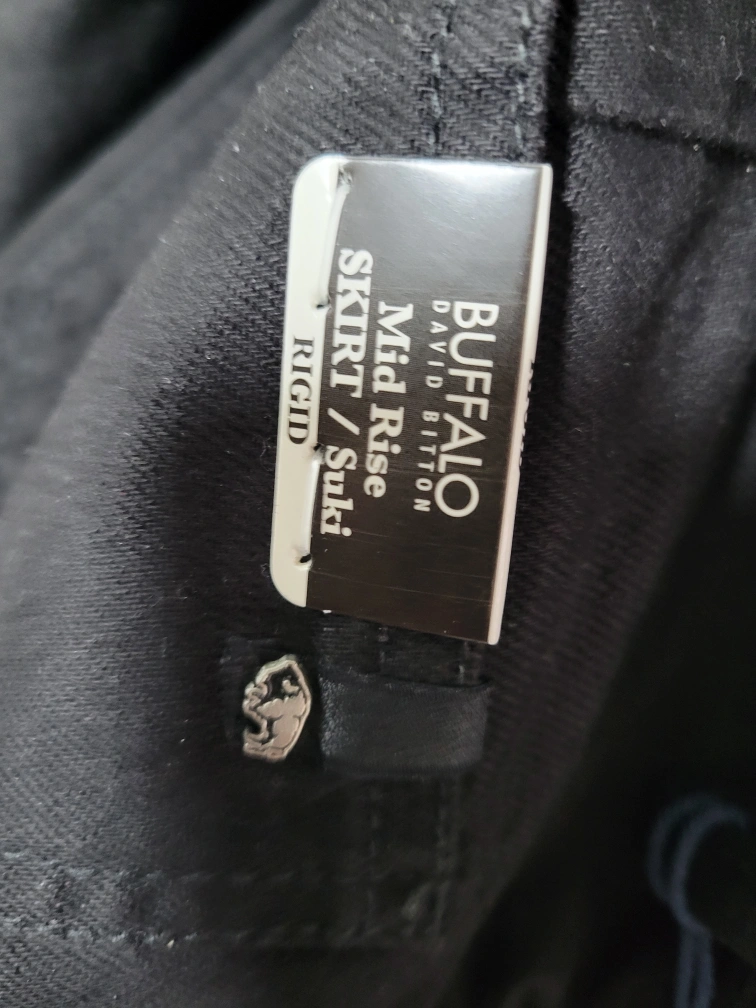 BUFFALO
DAVID BITTON
Mid Rise
SKIRT / Suki
RIGID